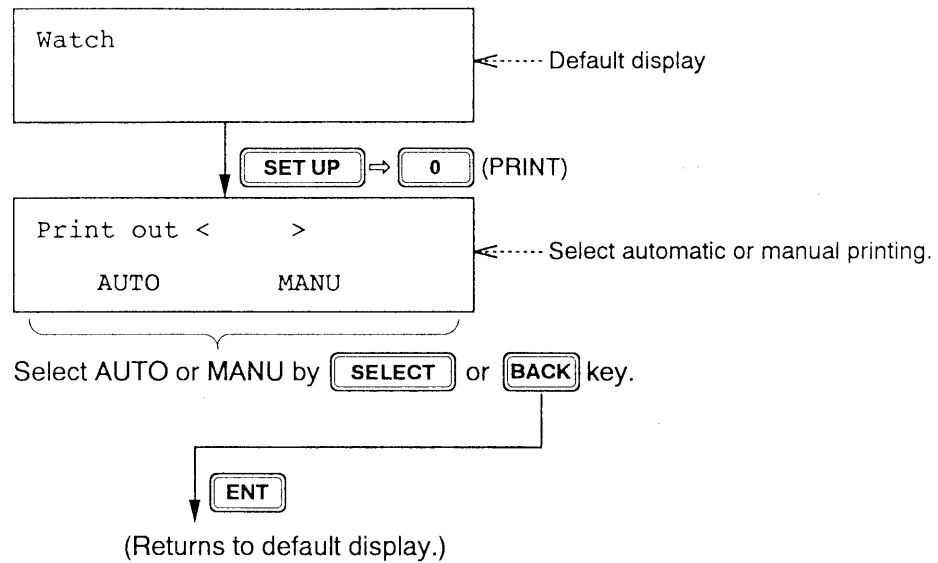 Watch
Default display
SET UP ⇒ 0 (PRINT)
Print out <      >
Select automatic or manual printing.
AUTO MANU
Select AUTO or MANU by SELECT or BACK key.
ENT
(Returns to default display.)